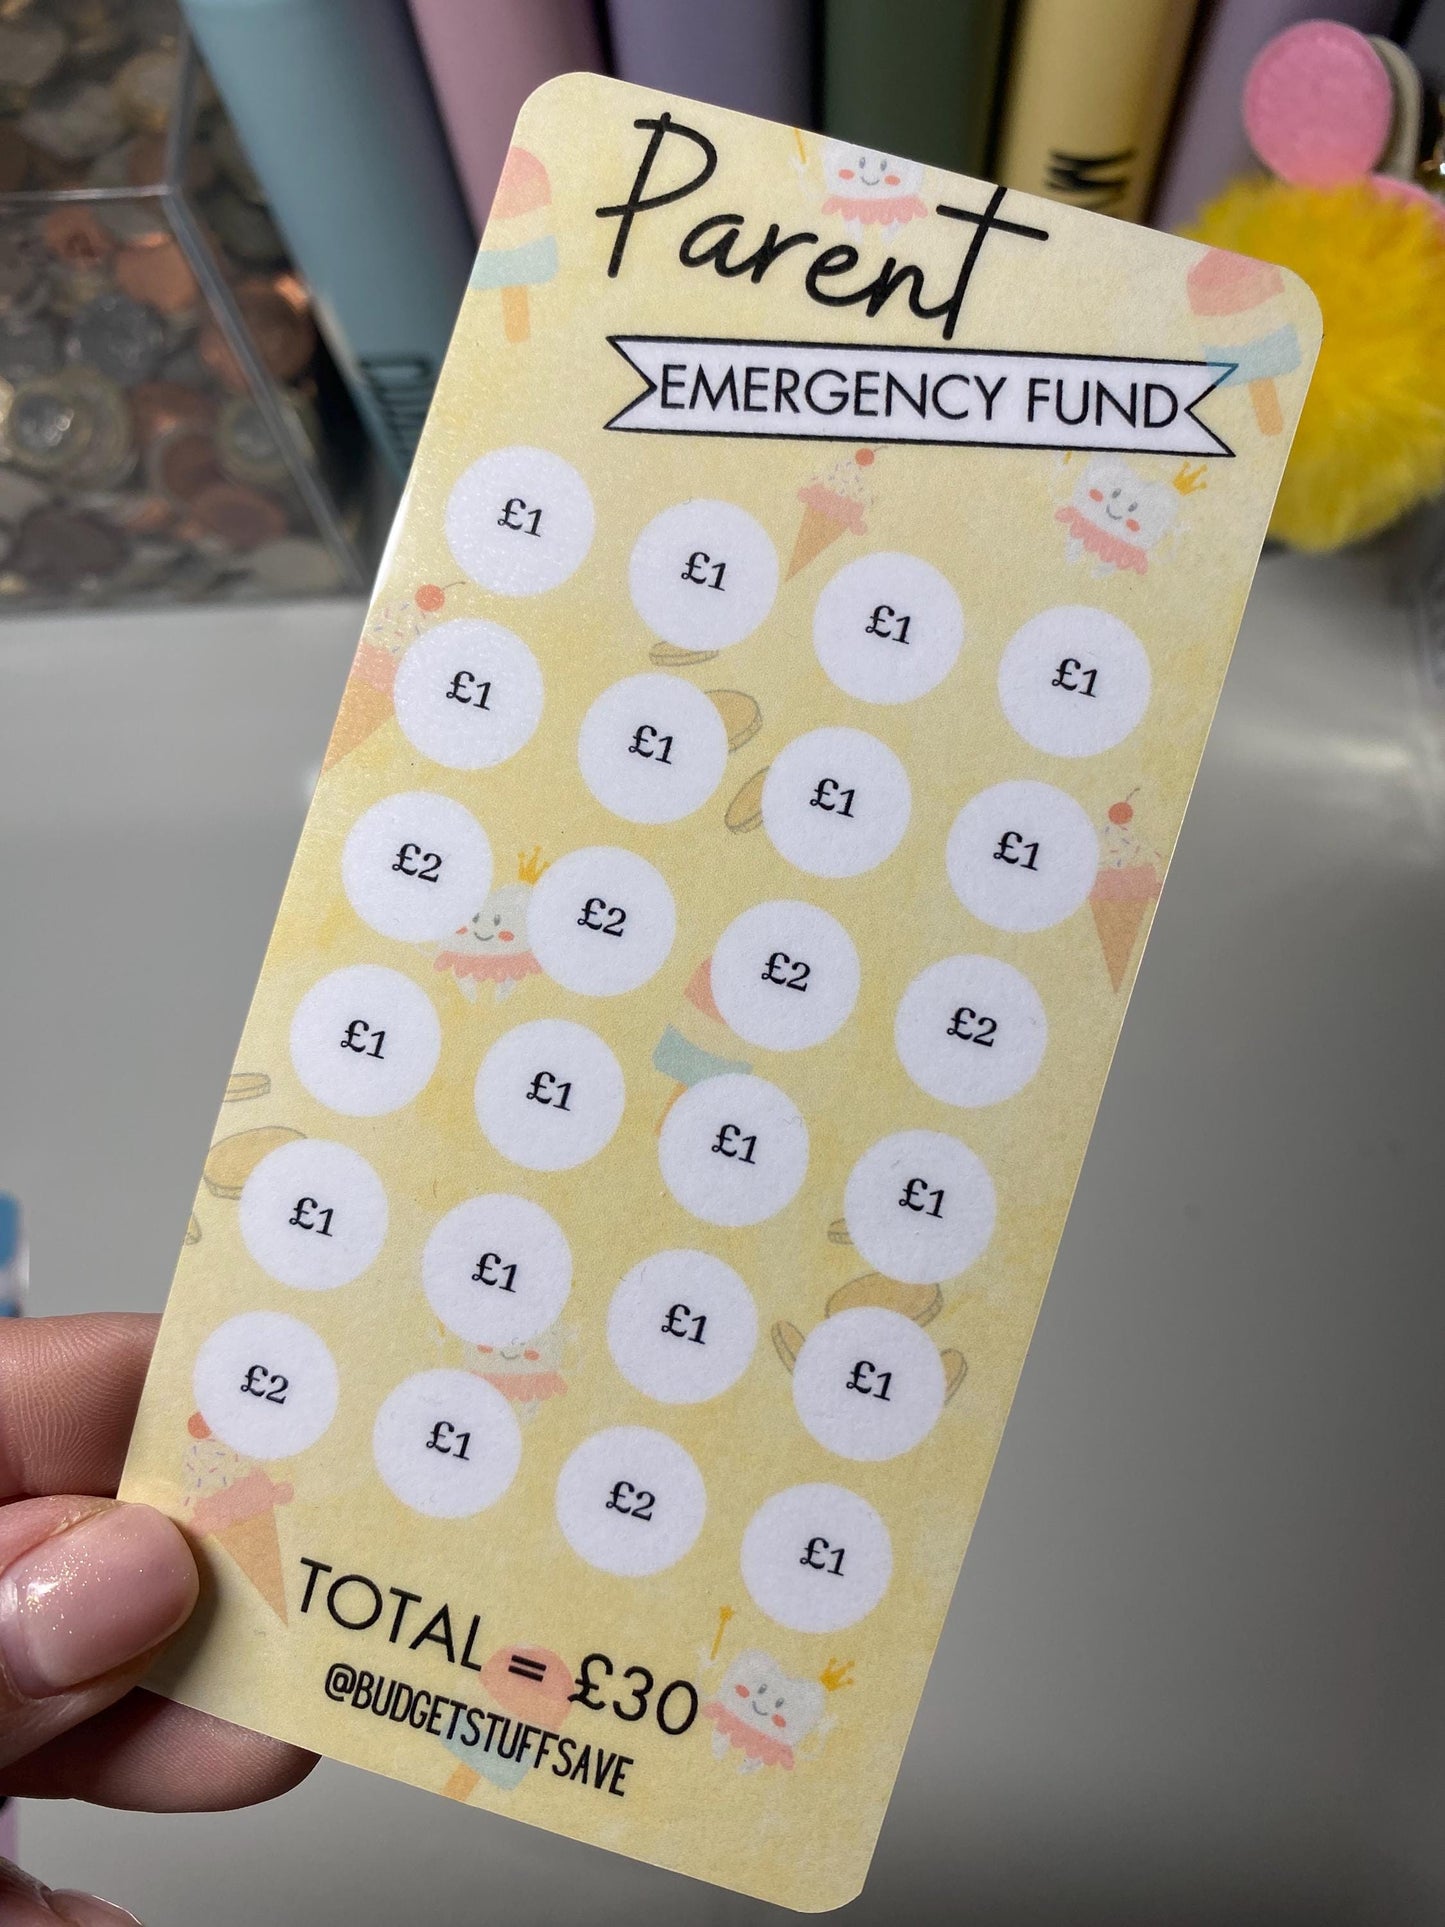 Parent
EMERGENCY FUND
£1 £1 £1 £1
£1 £1 £1 £1
£2 £2 £2 £2
£1 £1 £1 £1
£1 £1 £1 £1
£2 £1 £2 £1
TOTAL = £30
@BUDGETSTUFFSAVE